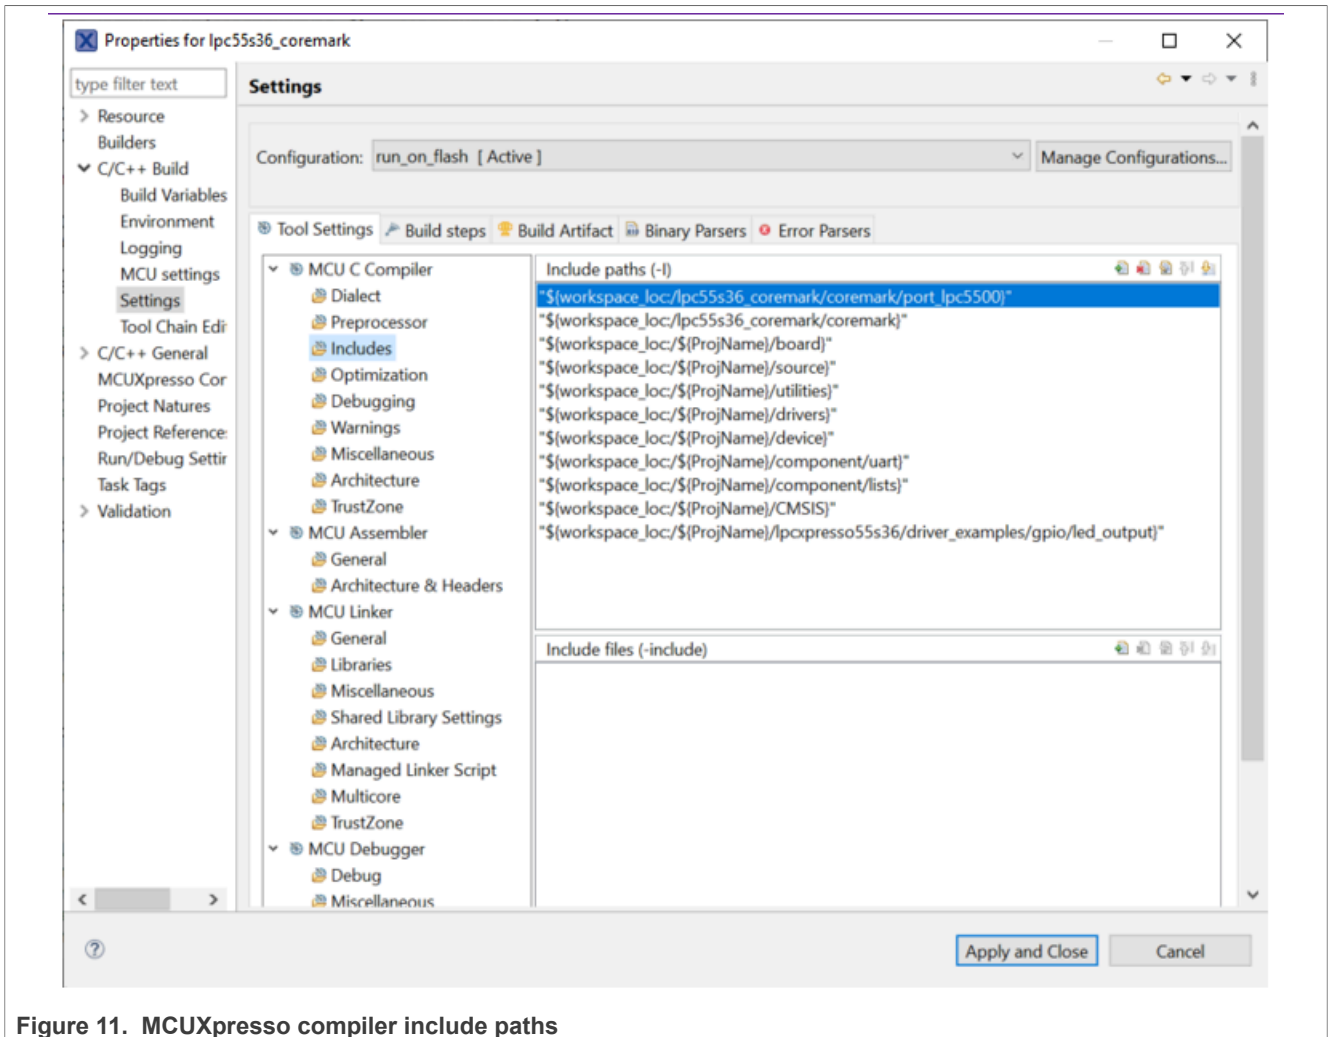 Properties for lpc55s36_coremark
type filter text
Settings
Resource
Builders
C/C++ Build
Build Variables
Environment
Logging
MCU settings
Settings
Tool Chain Edi
C/C++ General
MCUXpresso Cor
Project Natures
Project Reference
Run/Debug Settir
Task Tags
Validation
Configuration: run_on_flash [ Active ]
Manage Configurations...
Tool Settings Build steps Build Artifact Binary Parsers Error Parsers
MCU C Compiler
Dialect
Preprocessor
Includes
Optimization
Debugging
Warnings
Miscellaneous
Architecture
TrustZone
MCU Assembler
General
Architecture & Headers
MCU Linker
General
Libraries
Miscellaneous
Shared Library Settings
Architecture
Managed Linker Script
Multicore
TrustZone
MCU Debugger
Debug
Miscellaneous
Include paths (-I)
"${workspace_loc:/lpc55s36_coremark/coremark/port_lpc5500}"
"${workspace_loc:/lpc55s36_coremark/coremark}"
"${workspace_loc:/${ProjName}/board}"
"${workspace_loc:/${ProjName}/source}"
"${workspace_loc:/${ProjName}/utilities}"
"${workspace_loc:/${ProjName}/drivers}"
"${workspace_loc:/${ProjName}/device}"
"${workspace_loc:/${ProjName}/component/uart}"
"${workspace_loc:/${ProjName}/component/lists}"
"${workspace_loc:/${ProjName}/CMSIS}"
"${workspace_loc:/${ProjName}/lpcxpresso55s36/driver_examples/gpio/led_output}"
Include files (-include)
Apply and Close
Cancel
Figure 11. MCUXpresso compiler include paths